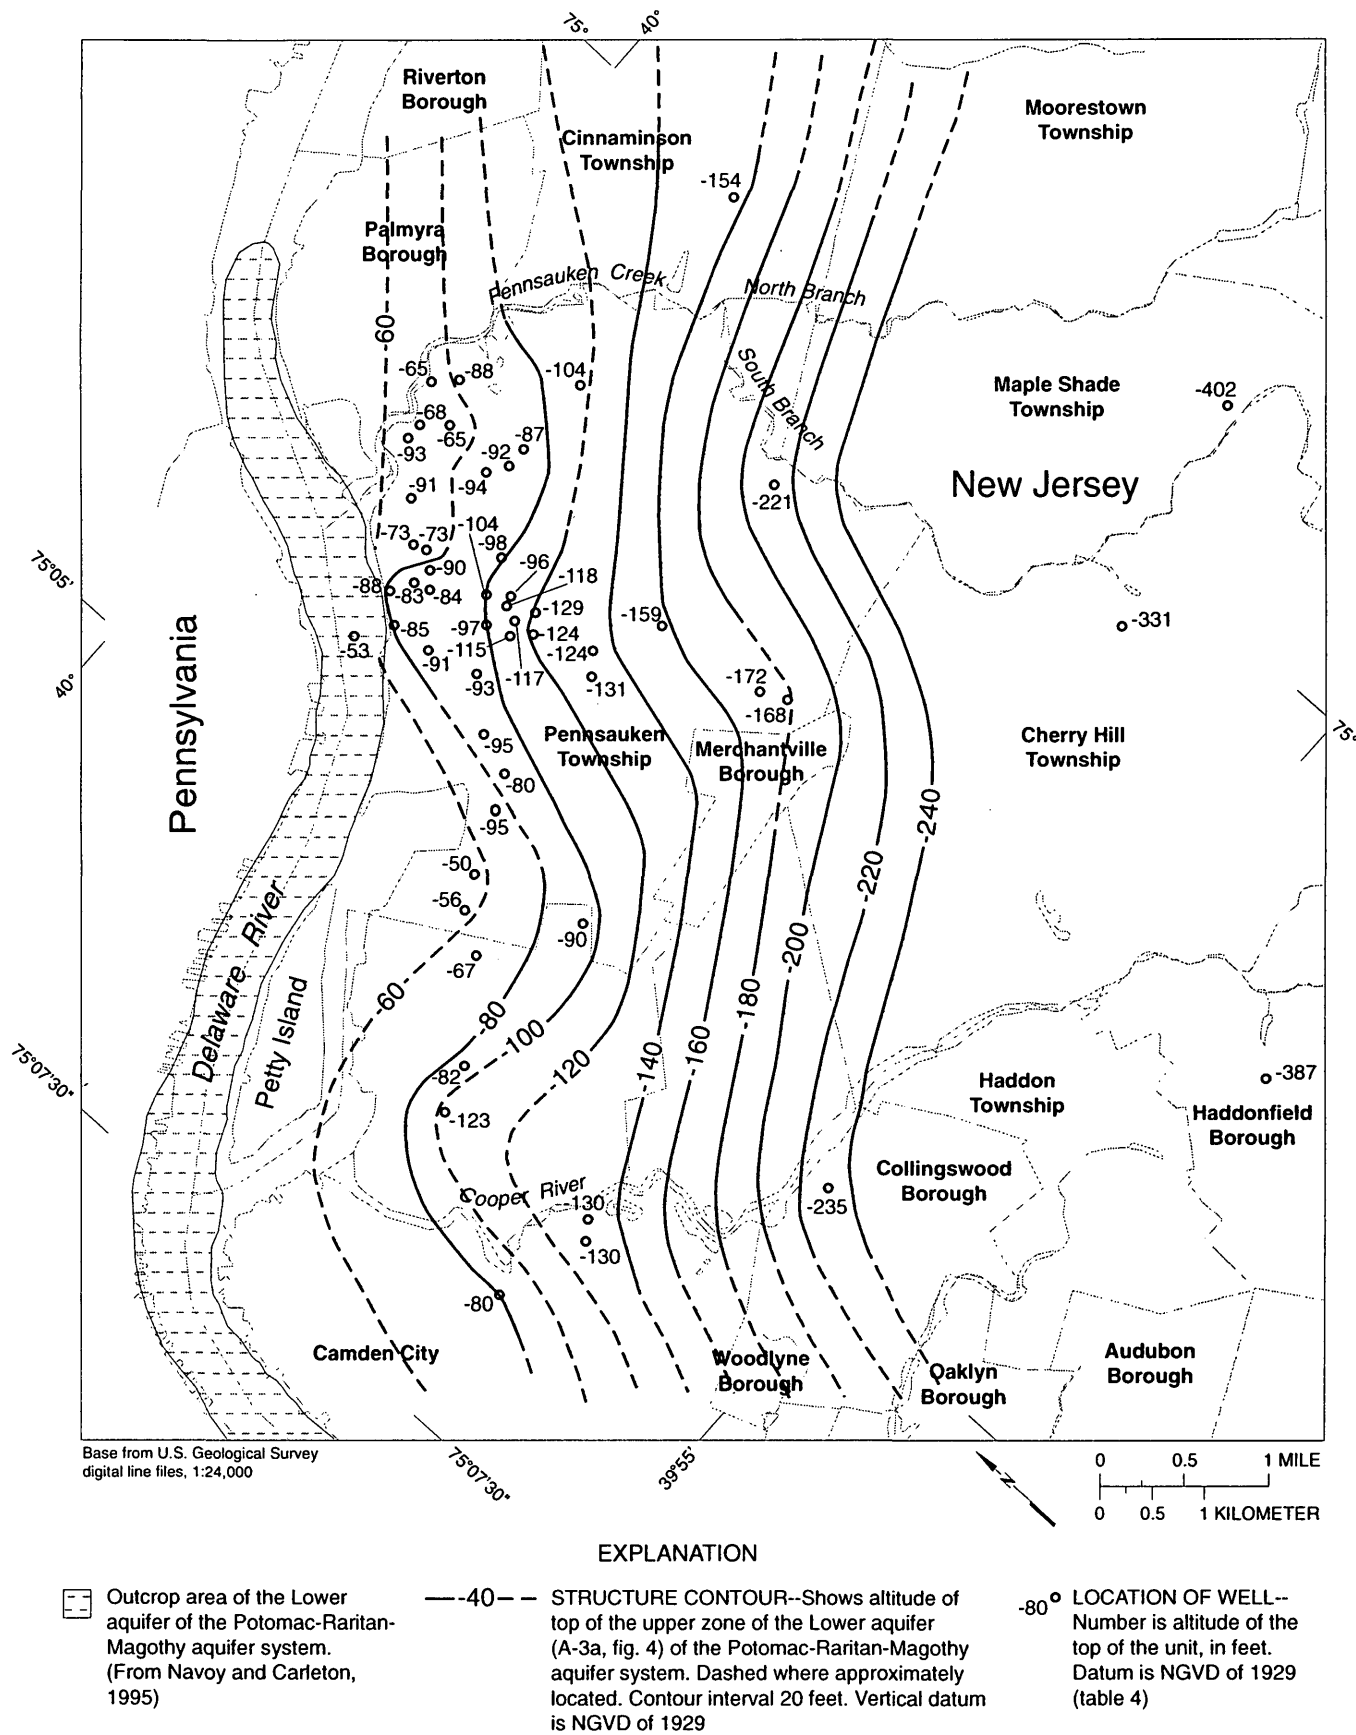 75°
40°
Riverton
Borough
Cinnaminson
Township
Moorestown
Township
-154
Palmyra
Borough
Pennsauken Creek
North Branch
-60
South Branch
-65
-88
-104
Maple Shade
Township
-402
-68
-65
-87
-93
-92
-94
-91
New Jersey
-221
-104
-73
-73
-98
-96
75°05'
-90
-118
-88
-83
-84
-129
-159
-331
-85
-97
-124
-53
-115
-124
-91
-117
-93
-131
-172
40°
-168
Pennsylvania
-95
Pennsauken
Township
Merchantville
Borough
Cherry Hill
Township
75°
-80
-95
-240
-50
-220
-56
-90
-200
-67
Delaware River
-60
-180
-80
Petty Island
-100
-160
-140
-120
75°07'30"
-82
-387
Haddon
Township
-123
Haddonfield
Borough
Collingswood
Borough
Cooper River
-130
-235
-130
-80
Camden City
Woodlyne
Borough
Oaklyn
Borough
Audubon
Borough
Base from U.S. Geological Survey
digital line files, 1:24,000
75°07'30"
39°55'
N
0 0.5 1 MILE
0 0.5 1 KILOMETER
EXPLANATION
Outcrop area of the Lower
aquifer of the Potomac-Raritan-
Magothy aquifer system.
(From Navoy and Carleton,
1995)
-40
STRUCTURE CONTOUR--Shows altitude of
top of the upper zone of the Lower aquifer
(A-3a, fig. 4) of the Potomac-Raritan-Magothy
aquifer system. Dashed where approximately
located. Contour interval 20 feet. Vertical datum
is NGVD of 1929
-80
LOCATION OF WELL--
Number is altitude of the
top of the unit, in feet.
Datum is NGVD of 1929
(table 4)